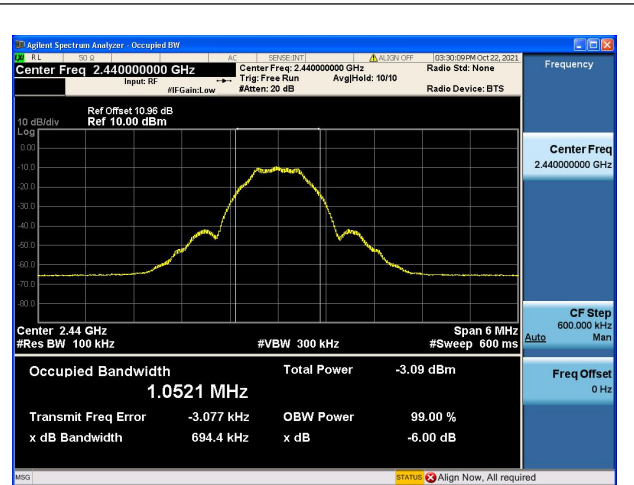 Agilent Spectrum Analyzer - Occupied BW
RL 50 Ω AC SENSE:INT ALIGN OFF 03:30:09 PM Oct 22, 2021
Center Freq 2.440000000 GHz
Input: RF
#IFGain:Low
Center Freq: 2.440000000 GHz
Trig: Free Run Avg|Hold: 10/10
#Atten: 20 dB
Radio Std: None
Radio Device: BTS
Ref Offset 10.96 dB
10 dB/div Ref 10.00 dBm
Log
0.00
-10.0
-20.0
-30.0
-40.0
-50.0
-60.0
-70.0
-80.0
Center 2.44 GHz Span 6 MHz
#Res BW 100 kHz #VBW 300 kHz #Sweep 600 ms
Occupied Bandwidth Total Power -3.09 dBm
1.0521 MHz
Transmit Freq Error -3.077 kHz OBW Power 99.00 %
x dB Bandwidth 694.4 kHz x dB -6.00 dB
Frequency
Center Freq
2.440000000 GHz
CF Step
600.000 kHz
Auto Man
Freq Offset
0 Hz
MSG STATUS Align Now, All required